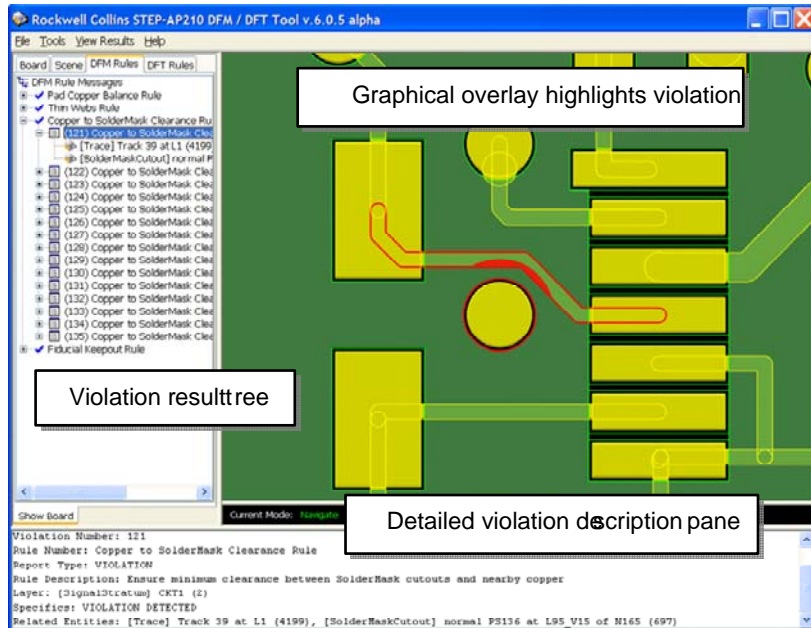 Rockwell Collins STEP-AP210 DFM / DFT Tool v.6.0.5 alpha
File Tools View Results Help
Board Scene DFM Rules DFT Rules
DFM Rule Messages
Pad Copper Balance Rule
Thin Webs Rule
Copper to SolderMask Clearance Ru
(121) Copper to SolderMask Clea
[Trace] Track 39 at L1 (4199
[SolderMaskCutout] normal P
(122) Copper to SolderMask Clea
(123) Copper to SolderMask Clea
(124) Copper to SolderMask Clea
(125) Copper to SolderMask Clea
(126) Copper to SolderMask Clea
(127) Copper to SolderMask Clea
(128) Copper to SolderMask Clea
(129) Copper to SolderMask Clea
(130) Copper to SolderMask Clea
(131) Copper to SolderMask Clea
(132) Copper to SolderMask Clea
(133) Copper to SolderMask Clea
(134) Copper to SolderMask Clea
(135) Copper to SolderMask Clea
Fiducial Keepout Rule
Graphical overlay highlights violation
Violation result tree
Show Board
Current Mode: Navigate
Detailed violation description pane
Violation Number: 121
Rule Number: Copper to SolderMask Clearance Rule
Report Type: VIOLATION
Rule Description: Ensure minimum clearance between SolderMask cutouts and nearby copper
Layer: [SignalStratum] CKT1 (2)
Specifics: VIOLATION DETECTED
Related Entities: [Trace] Track 39 at L1 (4199), [SolderMaskCutout] normal PS136 at L95_V15 of N165 (697)